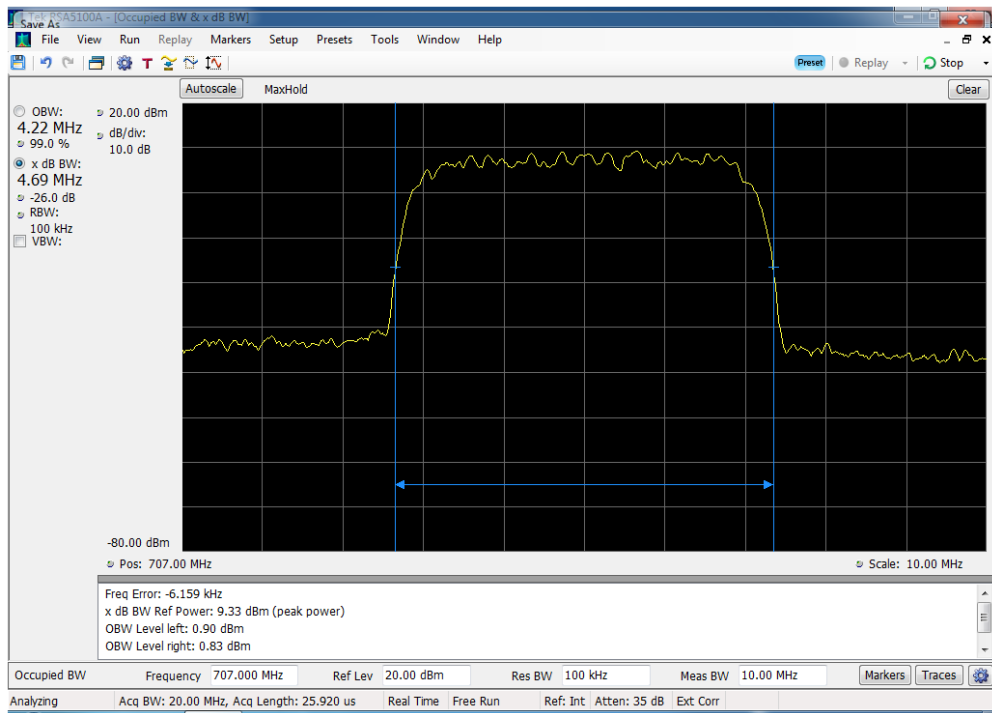 Tek RSA5100A - [Occupied BW & x dB BW]
Save As
File View Run Replay Markers Setup Presets Tools Window Help
Preset Replay Stop
Autoscale MaxHold Clear
OBW:
4.22 MHz
99.0 %
x dB BW:
4.69 MHz
-26.0 dB
RBW:
100 kHz
VBW:
20.00 dBm
dB/div:
10.0 dB
-80.00 dBm
Pos: 707.00 MHz Scale: 10.00 MHz
Freq Error: -6.159 kHz
x dB BW Ref Power: 9.33 dBm (peak power)
OBW Level left: 0.90 dBm
OBW Level right: 0.83 dBm
Occupied BW Frequency 707.000 MHz Ref Lev 20.00 dBm Res BW 100 kHz Meas BW 10.00 MHz Markers Traces
Analyzing Acq BW: 20.00 MHz, Acq Length: 25.920 us Real Time Free Run Ref: Int Atten: 35 dB Ext Corr